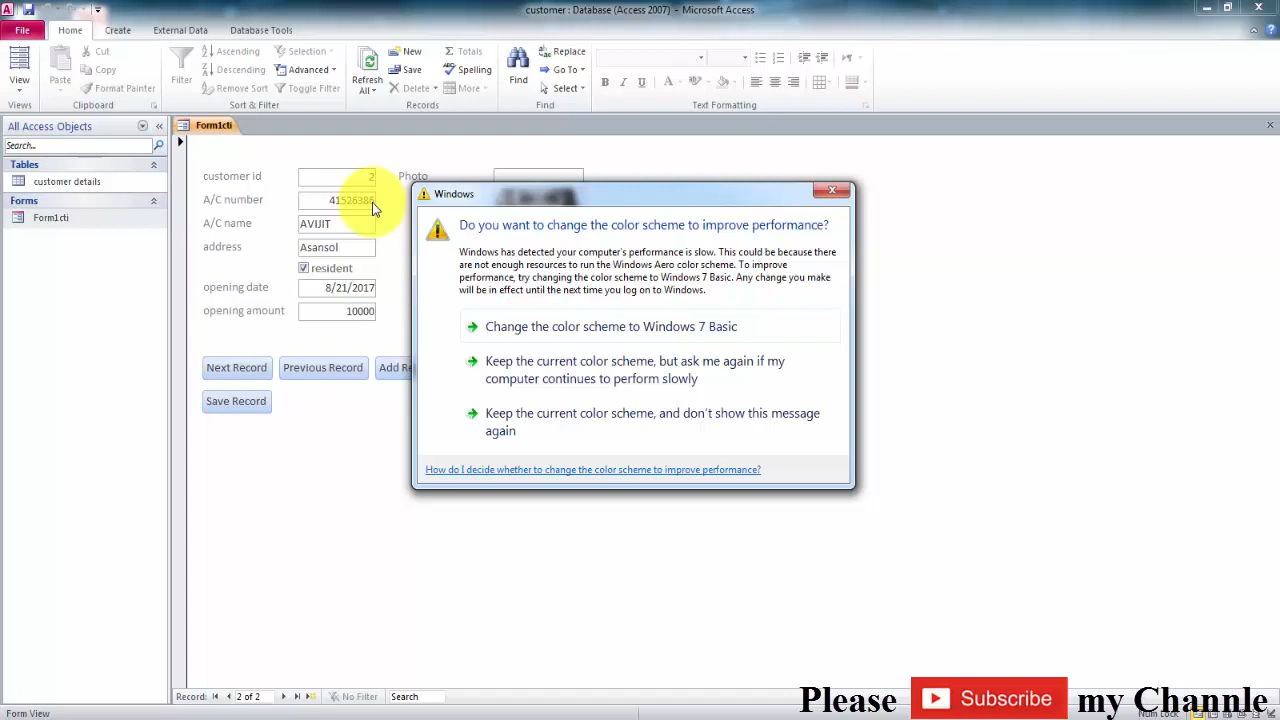 customer : Database (Access 2007) – Microsoft Access
File Home Create External Data Database Tools
View
Views
Paste
Cut
Copy
Format Painter
Clipboard
Filter
Ascending
Descending
Remove Sort
Selection
Advanced
Toggle Filter
Sort & Filter
Refresh All
New
Save
Delete
Totals
Spelling
More
Records
Find
Replace
Go To
Select
Find
B I U A
Text Formatting
All Access Objects
Search...
Tables
customer details
Forms
Form1cti
Form1cti
customer id 2 Photo
A/C number 41526386
A/C name AVIJIT
address Asansol
resident
opening date 8/21/2017
opening amount 10000
Next Record Previous Record Add Re
Save Record
Windows
Do you want to change the color scheme to improve performance?
Windows has detected your computer's performance is slow. This could be because there
are not enough resources to run the Windows Aero color scheme. To improve
performance, try changing the color scheme to Windows 7 Basic. Any change you make
will be in effect until the next time you log on to Windows.
Change the color scheme to Windows 7 Basic
Keep the current color scheme, but ask me again if my
computer continues to perform slowly
Keep the current color scheme, and don't show this message
again
How do I decide whether to change the color scheme to improve performance?
Record: 2 of 2 No Filter Search
Please Subscribe my Channle
Form View Num Lock